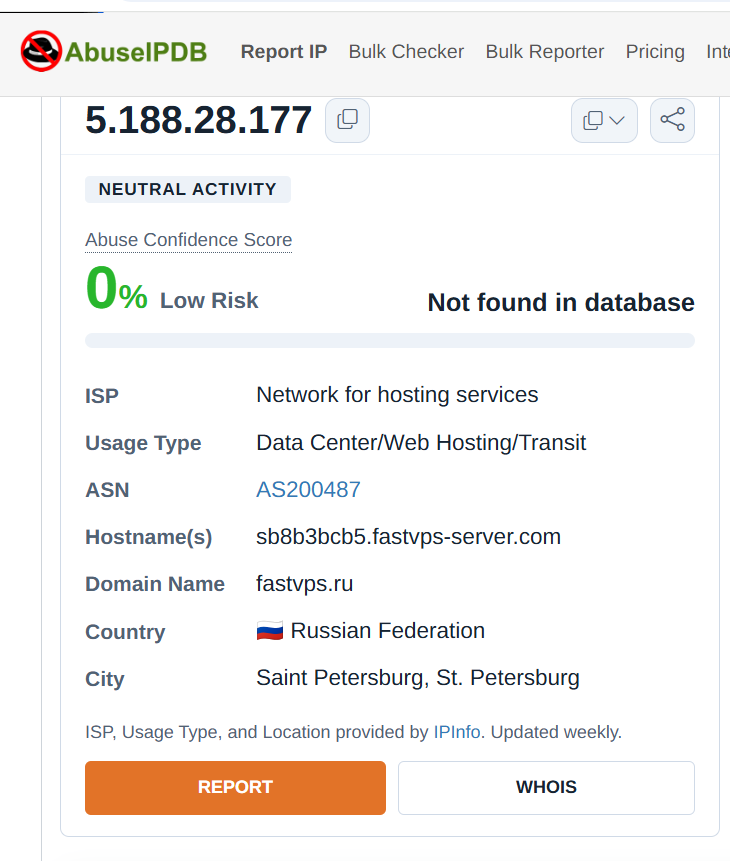 AbuseIPDB Report IP Bulk Checker Bulk Reporter Pricing
5.188.28.177
NEUTRAL ACTIVITY
Abuse Confidence Score
0% Low Risk Not found in database
ISP Network for hosting services
Usage Type Data Center/Web Hosting/Transit
ASN AS200487
Hostname(s) sb8b3bcb5.fastvps-server.com
Domain Name fastvps.ru
Country Russian Federation
City Saint Petersburg, St. Petersburg
ISP, Usage Type, and Location provided by IPInfo. Updated weekly.
REPORT WHOIS